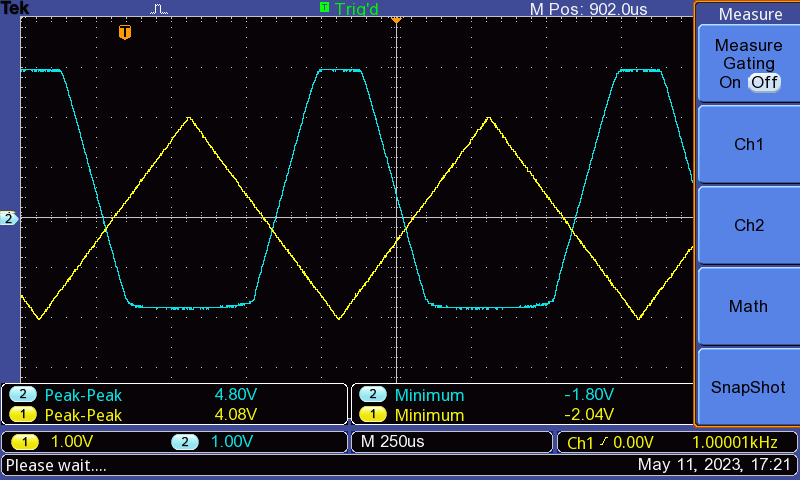 Tek T Trig'd M Pos: 902.0us Measure
T
Measure
Gating
On Off
Ch1
2
Ch2
Math
SnapShot
2 Peak-Peak 4.80V 2 Minimum -1.80V
1 Peak-Peak 4.08V 1 Minimum -2.04V
1 1.00V 2 1.00V M 250us Ch1 0.00V 1.00001kHz
Please wait.... May 11, 2023, 17:21